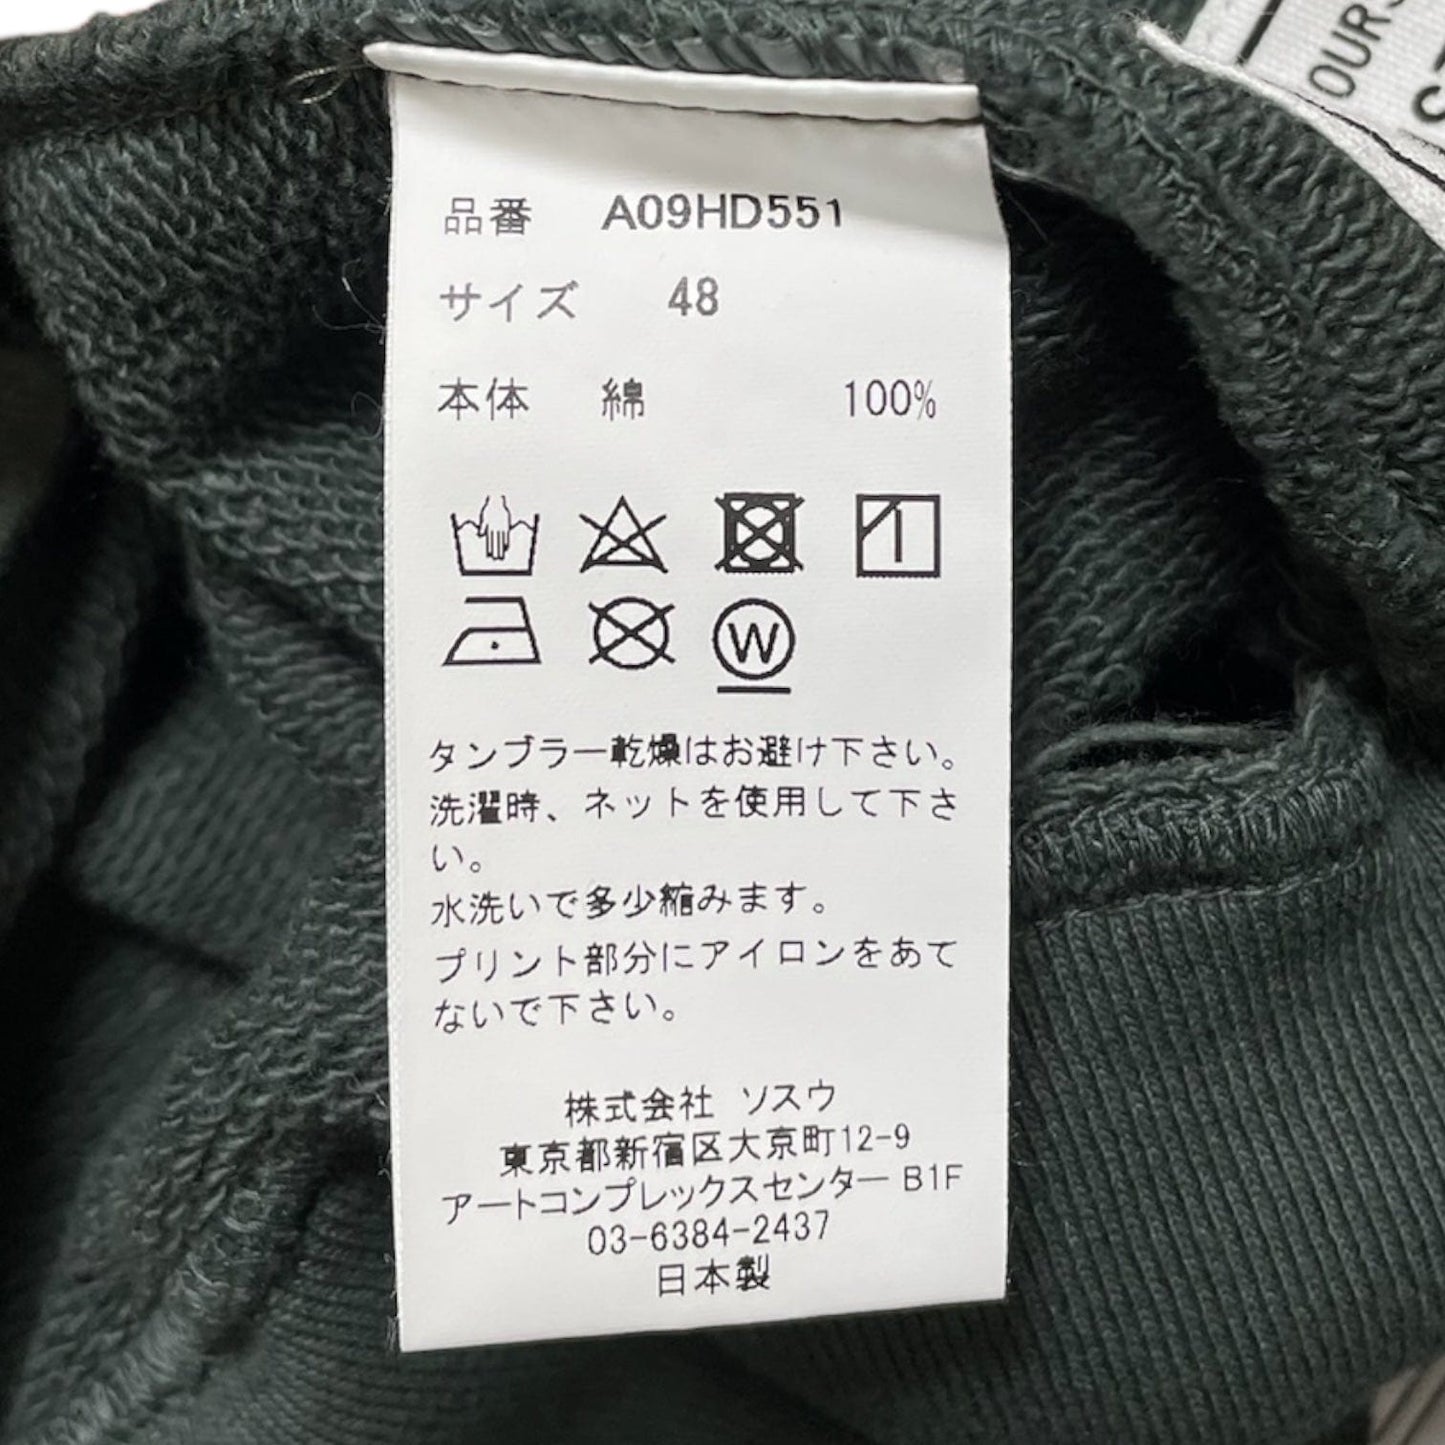 品番 A09HD551
サイズ 48
本体 綿 100%
W
タンブラー乾燥はお避け下さい。
洗濯時、ネットを使用して下さ
い。
水洗いで多少縮みます。
プリント部分にアイロンをあて
ないで下さい。
株式会社 ソスウ
東京都新宿区大京町12-9
アートコンプレックスセンター B1F
03-6384-2437
日本製